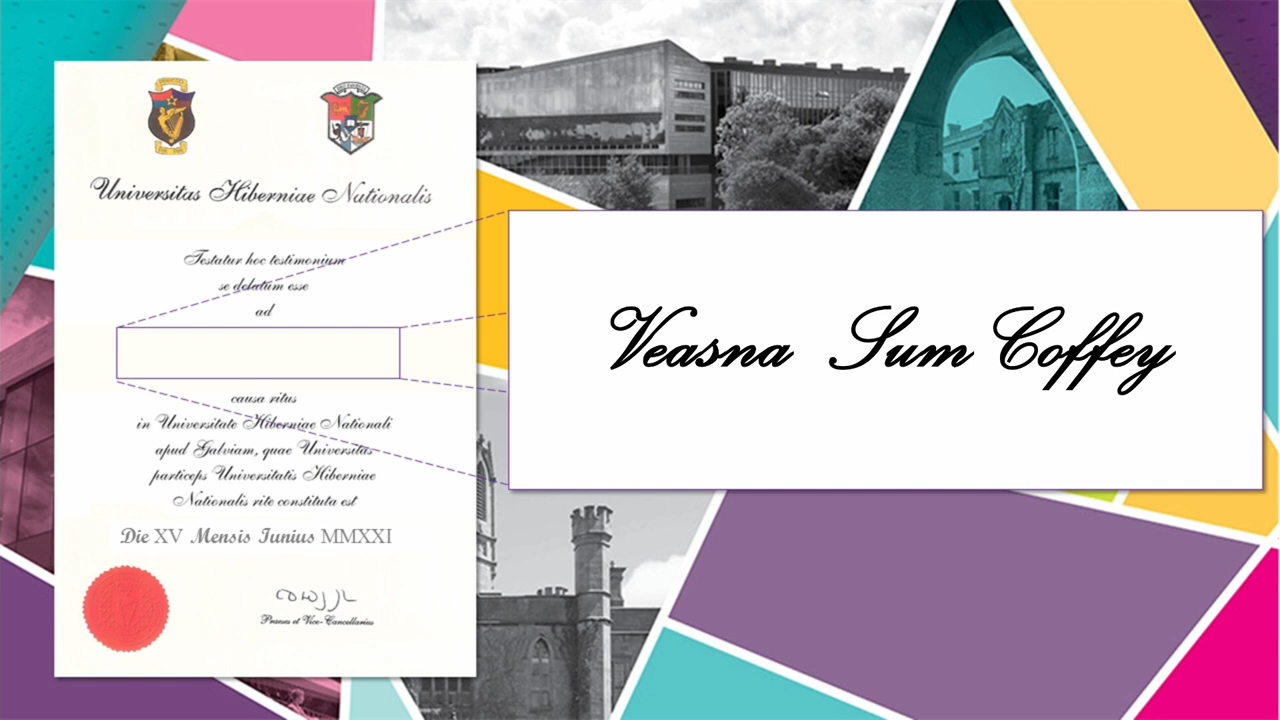 Universitas Hiberniae Nationalis
Testatur hoc testimonium
se delatum esse
ad
Veasna Sum Coffey
causa ritus
in Universitate Hiberniae Nationali
apud Galviam, quae Universitas
particeps Universitatis Hiberniae
Nationalis rite constituta est
Die XV Mensis Iunius MMXXI
Praeses et Vice-Cancellarius